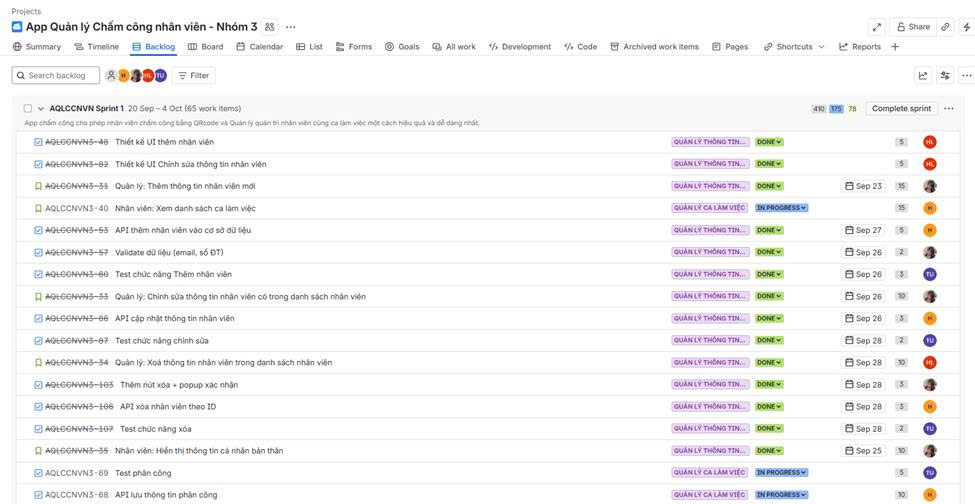 Projects
App Quản lý Chấm công nhân viên - Nhóm 3
Share
Summary Timeline Backlog Board Calendar List Forms Goals All work Development Code Archived work items Pages Shortcuts Reports
Search backlog H HL TU Filter
AQLCCNVN Sprint 1 20 Sep – 4 Oct (65 work items) 410 175 78 Complete sprint
App chấm công cho phép nhân viên chấm công bằng QRcode và Quản lý quản trị nhân viên cùng ca làm việc một cách hiệu quả và dễ dàng nhất.
AQLCCNVN3-48 Thiết kế UI thêm nhân viên QUẢN LÝ THÔNG TIN... DONE 5 HL
AQLCCNVN3-82 Thiết kế UI Chỉnh sửa thông tin nhân viên QUẢN LÝ THÔNG TIN... DONE 5 HL
AQLCCNVN3-31 Quản lý: Thêm thông tin nhân viên mới QUẢN LÝ THÔNG TIN... DONE Sep 23 15
AQLCCNVN3-40 Nhân viên: Xem danh sách ca làm việc QUẢN LÝ CA LÀM VIỆC IN PROGRESS 15 H
AQLCCNVN3-53 API thêm nhân viên vào cơ sở dữ liệu QUẢN LÝ THÔNG TIN... DONE Sep 27 5 H
AQLCCNVN3-57 Validate dữ liệu (email, số ĐT) QUẢN LÝ THÔNG TIN... DONE Sep 26 2
AQLCCNVN3-60 Test chức năng Thêm nhân viên QUẢN LÝ THÔNG TIN... DONE Sep 26 3 TU
AQLCCNVN3-33 Quản lý: Chỉnh sửa thông tin nhân viên có trong danh sách nhân viên QUẢN LÝ THÔNG TIN... DONE Sep 26 10
AQLCCNVN3-86 API cập nhật thông tin nhân viên QUẢN LÝ THÔNG TIN... DONE Sep 26 3 H
AQLCCNVN3-87 Test chức năng chỉnh sửa QUẢN LÝ THÔNG TIN... DONE Sep 28 2 TU
AQLCCNVN3-34 Quản lý: Xoá thông tin nhân viên trong danh sách nhân viên QUẢN LÝ THÔNG TIN... DONE Sep 28 10 HL
AQLCCNVN3-103 Thêm nút xóa + popup xác nhận QUẢN LÝ THÔNG TIN... DONE Sep 28 3
AQLCCNVN3-106 API xóa nhân viên theo ID QUẢN LÝ THÔNG TIN... DONE Sep 28 3 H
AQLCCNVN3-107 Test chức năng xóa QUẢN LÝ THÔNG TIN... DONE Sep 28 2 TU
AQLCCNVN3-35 Nhân viên: Hiển thị thông tin cá nhân bản thân QUẢN LÝ THÔNG TIN... DONE Sep 25 10
AQLCCNVN3-69 Test phân công QUẢN LÝ CA LÀM VIỆC IN PROGRESS 5 TU
AQLCCNVN3-68 API lưu thông tin phân công QUẢN LÝ CA LÀM VIỆC IN PROGRESS 10 H